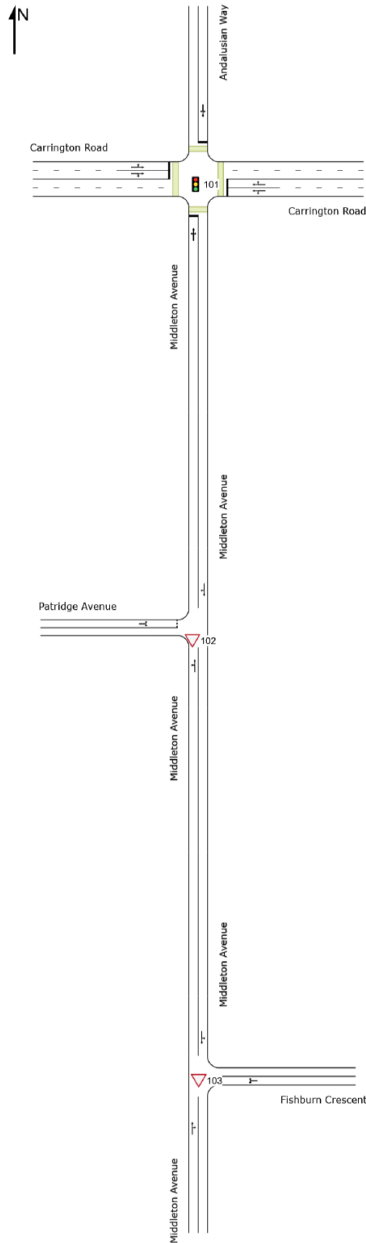 N
Andalusian Way
Carrington Road
101
Carrington Road
Middleton Avenue
Middleton Avenue
Patridge Avenue
102
Middleton Avenue
Middleton Avenue
103
Fishburn Crescent
Middleton Avenue